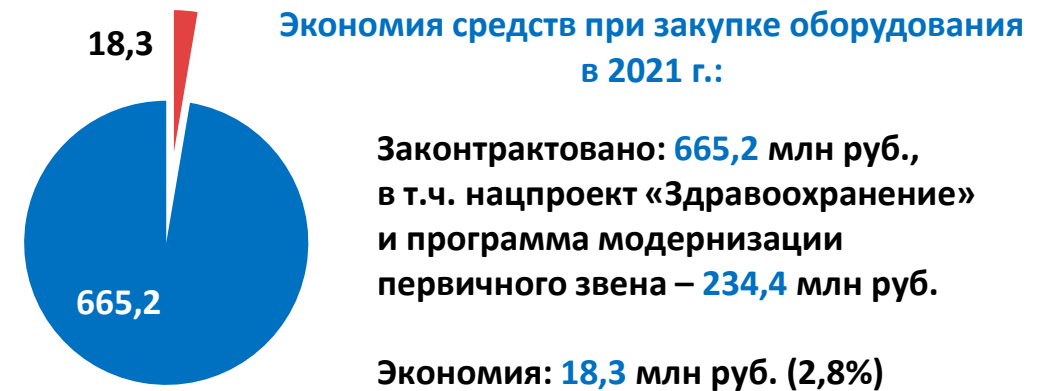 18,3
Экономия средств при закупке оборудования
в 2021 г.:
Законтрактовано: 665,2 млн руб.,
в т.ч. нацпроект «Здравоохранение»
и программа модернизации
первичного звена – 234,4 млн руб.
665,2
Экономия: 18,3 млн руб. (2,8%)